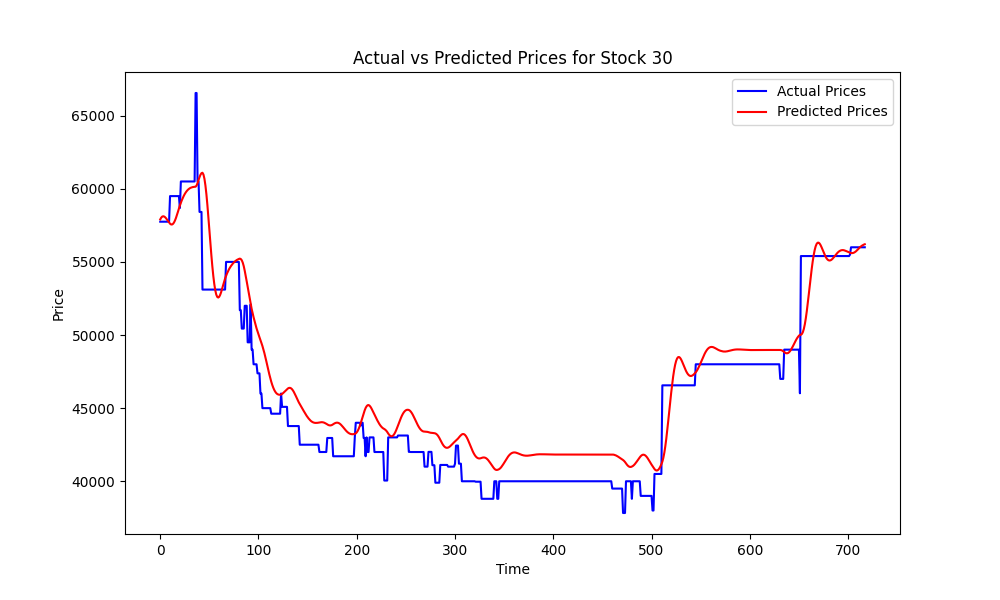 Actual vs Predicted Prices for Stock 30
Actual Prices
Predicted Prices
Price
65000
60000
55000
50000
45000
40000
0 100 200 300 400 500 600 700
Time